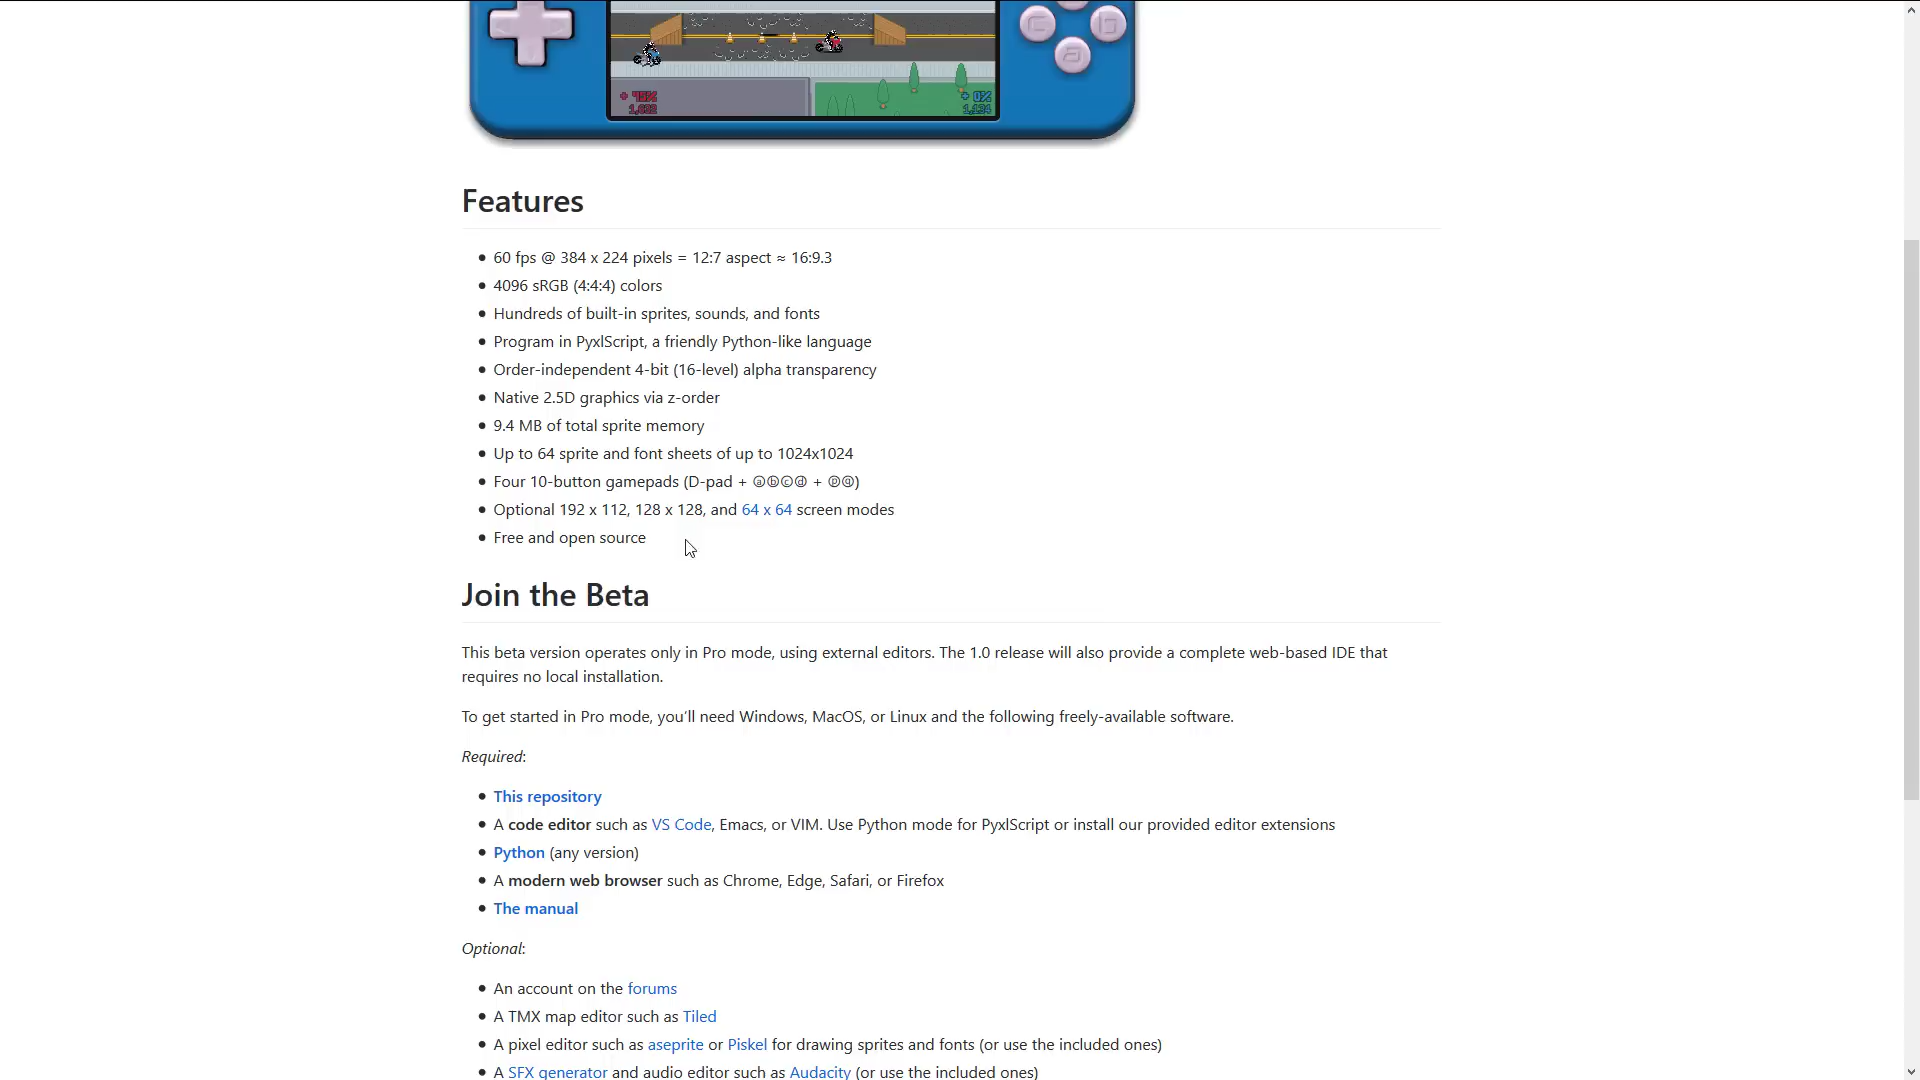 C
b
a
+ 49%
+ 0%
Features
• 60 fps @ 384 x 224 pixels = 12:7 aspect ≈ 16:9.3
• 4096 sRGB (4:4:4) colors
• Hundreds of built-in sprites, sounds, and fonts
• Program in PyxlScript, a friendly Python-like language
• Order-independent 4-bit (16-level) alpha transparency
• Native 2.5D graphics via z-order
• 9.4 MB of total sprite memory
• Up to 64 sprite and font sheets of up to 1024x1024
• Four 10-button gamepads (D-pad + ⓐⓑⓒⓓ + ⓟⓠ)
• Optional 192 x 112, 128 x 128, and 64 x 64 screen modes
• Free and open source
Join the Beta
This beta version operates only in Pro mode, using external editors. The 1.0 release will also provide a complete web-based IDE that
requires no local installation.
To get started in Pro mode, you’ll need Windows, MacOS, or Linux and the following freely-available software.
Required:
• This repository
• A code editor such as VS Code, Emacs, or VIM. Use Python mode for PyxlScript or install our provided editor extensions
• Python (any version)
• A modern web browser such as Chrome, Edge, Safari, or Firefox
• The manual
Optional:
• An account on the forums
• A TMX map editor such as Tiled
• A pixel editor such as aseprite or Piskel for drawing sprites and fonts (or use the included ones)
• A SFX generator and audio editor such as Audacity (or use the included ones)